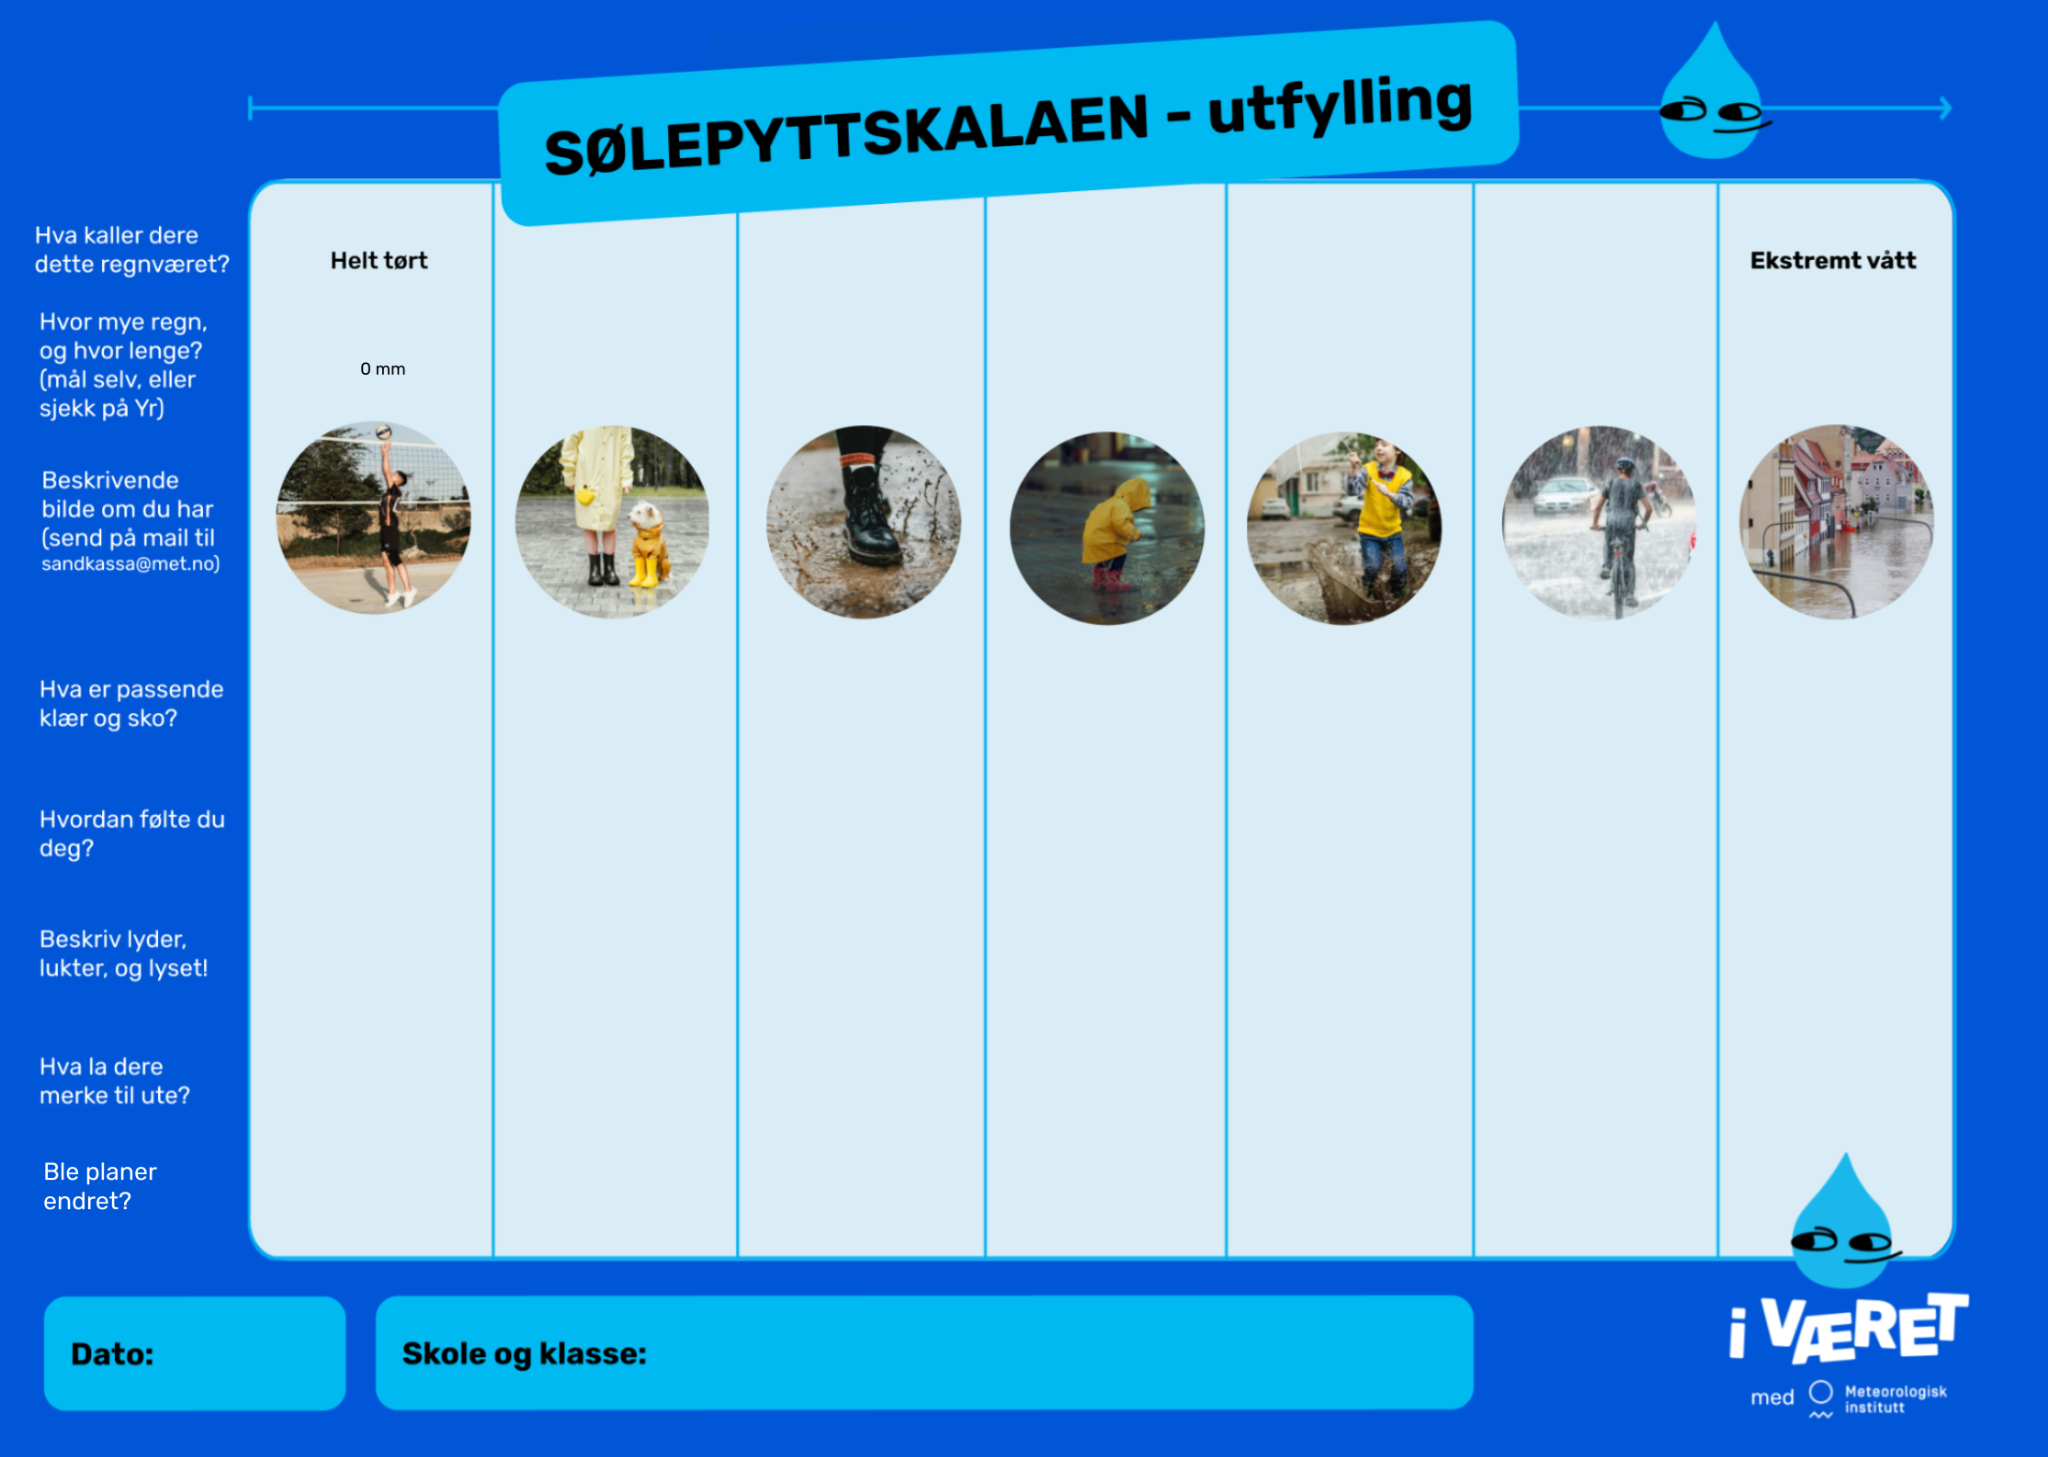 SØLEPYTTSKALAEN - utfylling
Hva kaller dere
dette regnværet?
Helt tørt
Ekstremt vått
Hvor mye regn,
og hvor lenge?
(mål selv, eller
sjekk på Yr)
0 mm
Beskrivende
bilde om du har
(send på mail til
sandkassa@met.no)
Hva er passende
klær og sko?
Hvordan følte du
deg?
Beskriv lyder,
lukter, og lyset!
Hva la dere
merke til ute?
Ble planer
endret?
Dato:
Skole og klasse:
i VÆRET
med Meteorologisk
institutt